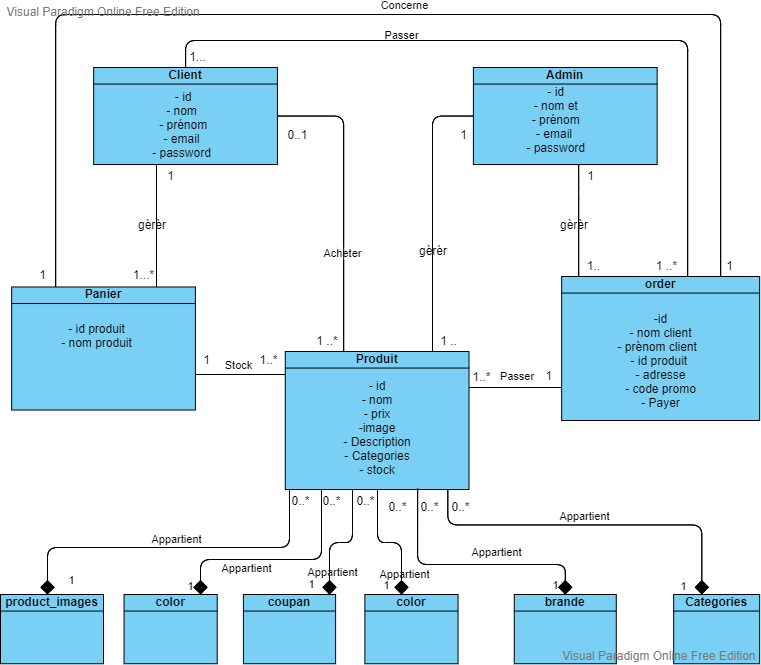 Concerne
Visual Paradigm Online Free Edition
Passer
1...
Client
- id
- nom
- prénom
- email
- password
Admin
- id
- nom et
- prénom
- email
- password
0..1
1
1
1
gèrèr
gèrèr
Acheter
gèrèr
1
1...*
1..
1 ..*
1
Panier
- id produit
- nom produit
order
-id
- nom client
- prènom client
- id produit
- adresse
- code promo
- Payer
1 ..*
1 ..
Produit
- id
- nom
- prix
-image
- Description
- Categories
- stock
1
Stock
1..*
1..*
Passer
1
0..*
0..*
0..*
0..*
0..*
0..*
Appartient
Appartient
Appartient
Appartient
Appartient
Appartient
1
1
1
1
1
1
product_images
color
coupan
color
brande
Categories
Visual Paradigm Online Free Edition